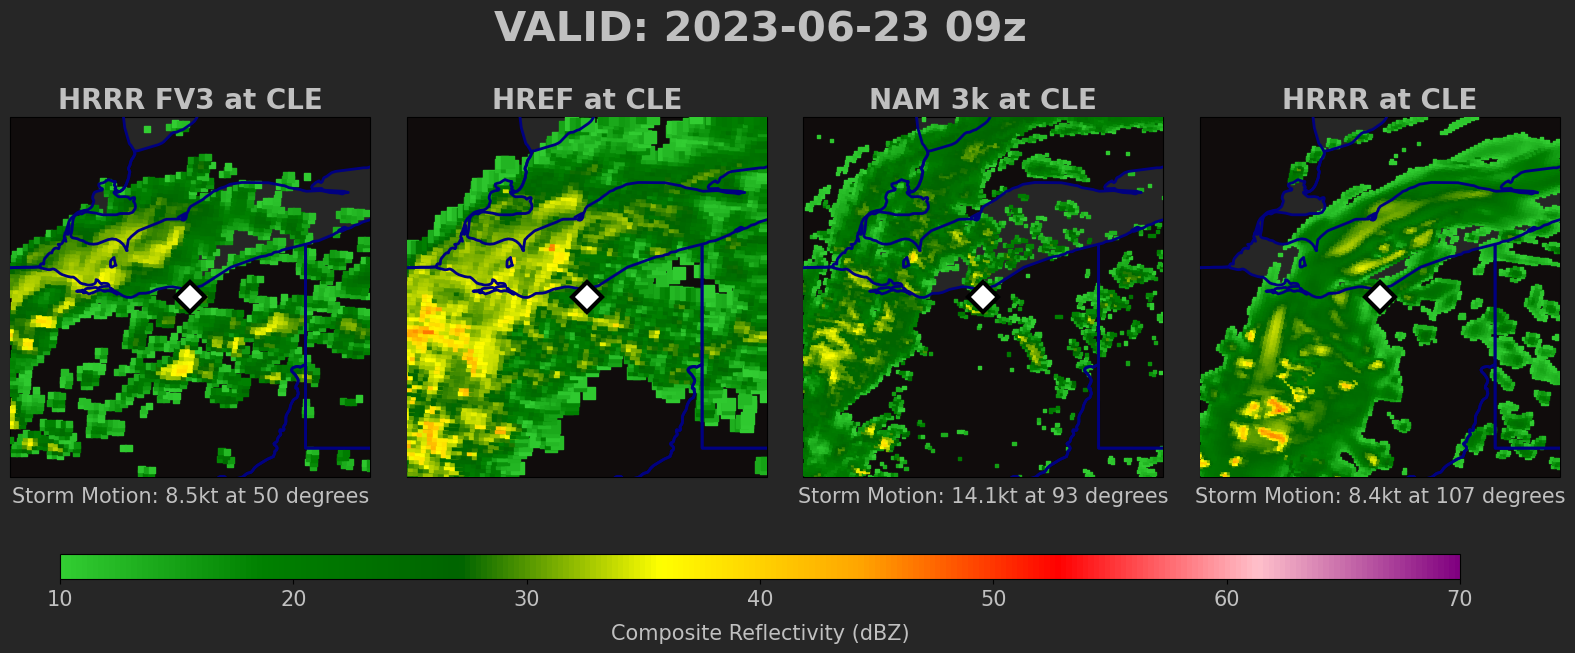 VALID: 2023-06-23 09z
HRRR FV3 at CLE
HREF at CLE
NAM 3k at CLE
HRRR at CLE
Storm Motion: 8.5kt at 50 degrees
Storm Motion: 14.1kt at 93 degrees
Storm Motion: 8.4kt at 107 degrees
10 20 30 40 50 60 70
Composite Reflectivity (dBZ)